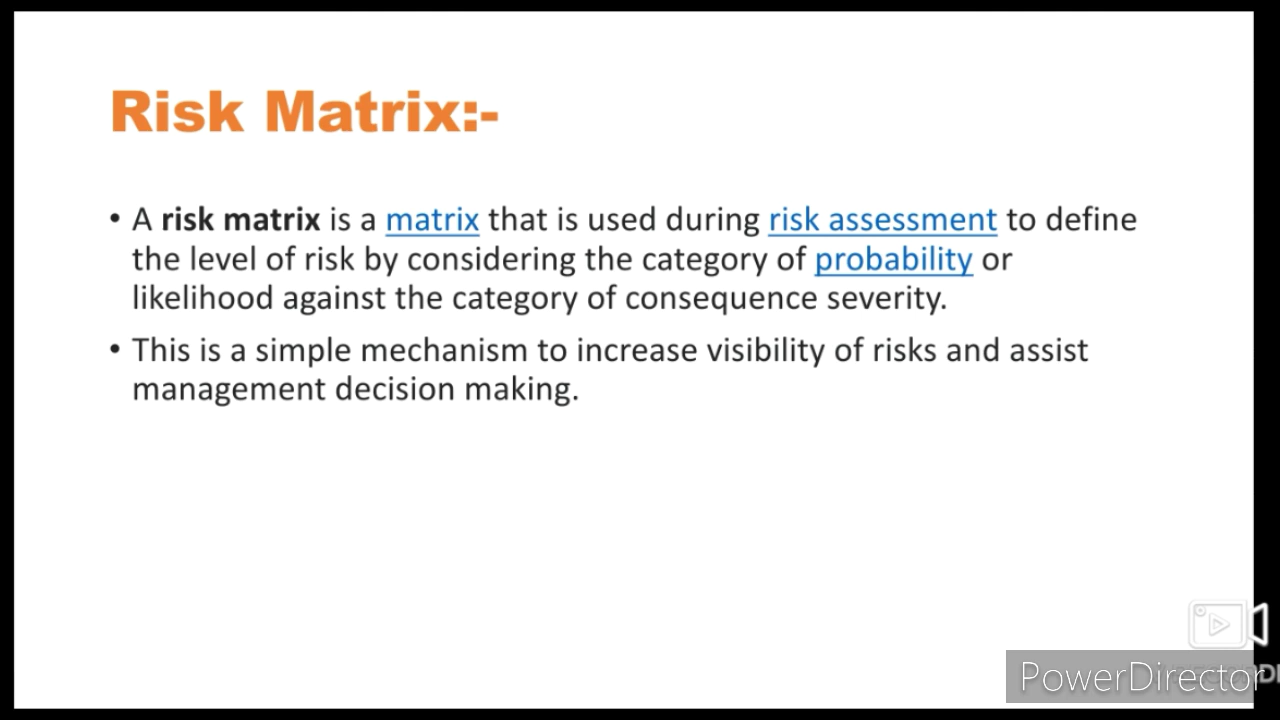 Risk Matrix:-
• A risk matrix is a matrix that is used during risk assessment to define
the level of risk by considering the category of probability or
likelihood against the category of consequence severity.
• This is a simple mechanism to increase visibility of risks and assist
management decision making.
PowerDirector